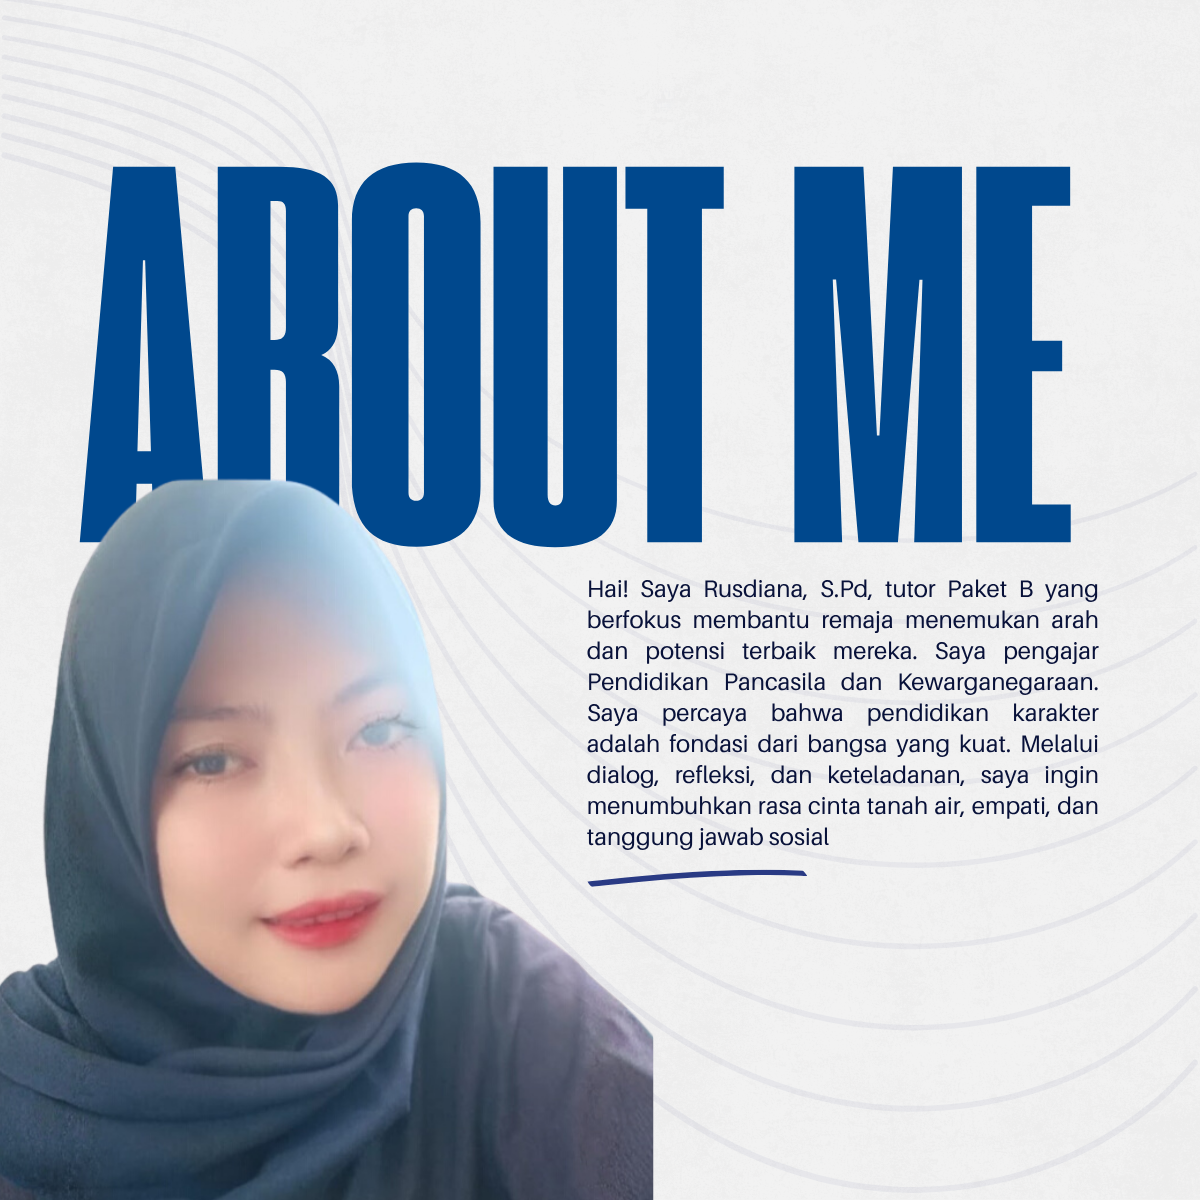 ABOUT ME
Hai! Saya Rusdiana, S.Pd, tutor Paket B yang
berfokus membantu remaja menemukan arah
dan potensi terbaik mereka. Saya pengajar
Pendidikan Pancasila dan Kewarganegaraan.
Saya percaya bahwa pendidikan karakter
adalah fondasi dari bangsa yang kuat. Melalui
dialog, refleksi, dan keteladanan, saya ingin
menumbuhkan rasa cinta tanah air, empati, dan
tanggung jawab sosial